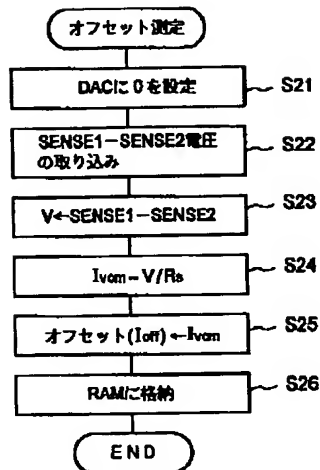 オフセット測定
DACに0を設定
S21
SENSE1-SENSE2電圧
の取り込み
S22
V←SENSE1-SENSE2
S23
Ivcm-V/Rs
S24
オフセット(Ioff)←Ivcm
S25
RAMに格納
S26
END